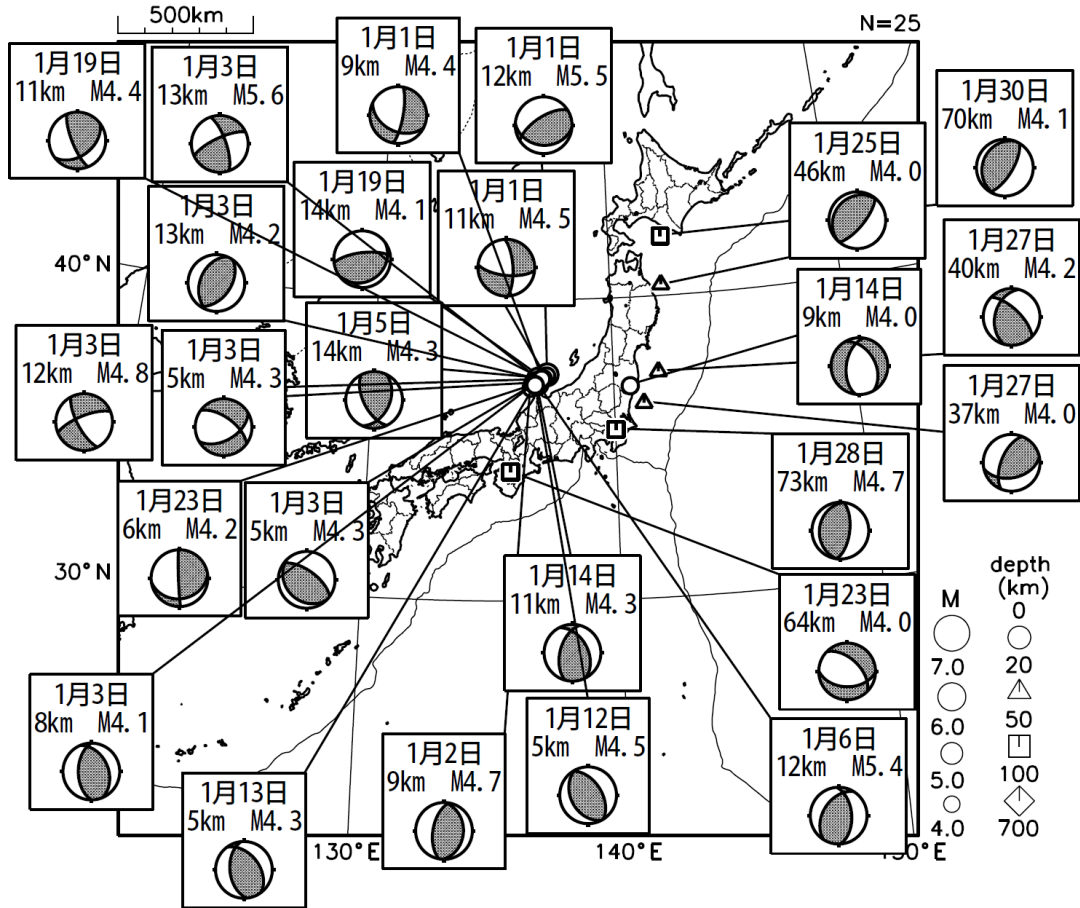 500km
N=25
1月19日
11km M4.4
1月3日
13km M5.6
1月1日
9km M4.4
1月1日
12km M5.5
1月30日
70km M4.1
1月25日
46km M4.0
1月3日
13km M4.2
1月19日
14km M4.1
1月1日
11km M4.5
1月27日
40km M4.2
40°N
1月14日
9km M4.0
1月3日
12km M4.8
1月3日
5km M4.3
1月5日
14km M4.3
1月27日
37km M4.0
1月28日
73km M4.7
1月23日
6km M4.2
1月3日
5km M4.3
30°N
1月14日
11km M4.3
1月23日
64km M4.0
1月3日
8km M4.1
1月13日
5km M4.3
1月2日
9km M4.7
1月12日
5km M4.5
1月6日
12km M5.4
M
7.0
6.0
5.0
4.0
depth
(km)
0
20
50
100
700
130°E
140°E
150°E